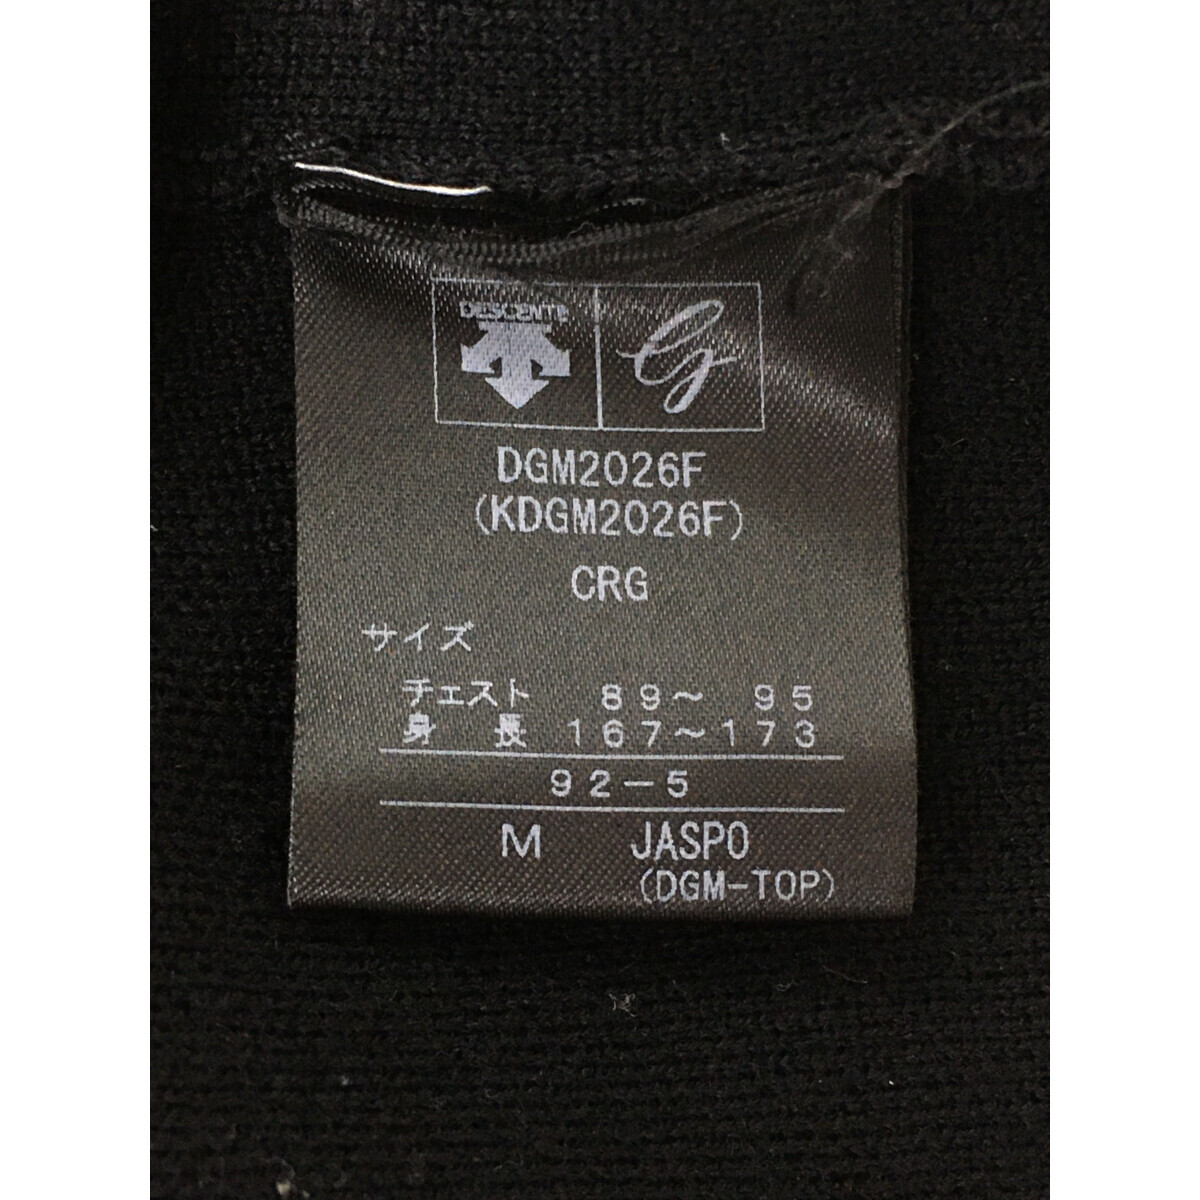 DESCENTE
lg
DGM2026F
(KDGM2026F)
CRG
サイズ
チェスト 89～ 95
身 長 167～173
92-5
M JASPO
(DGM-TOP)